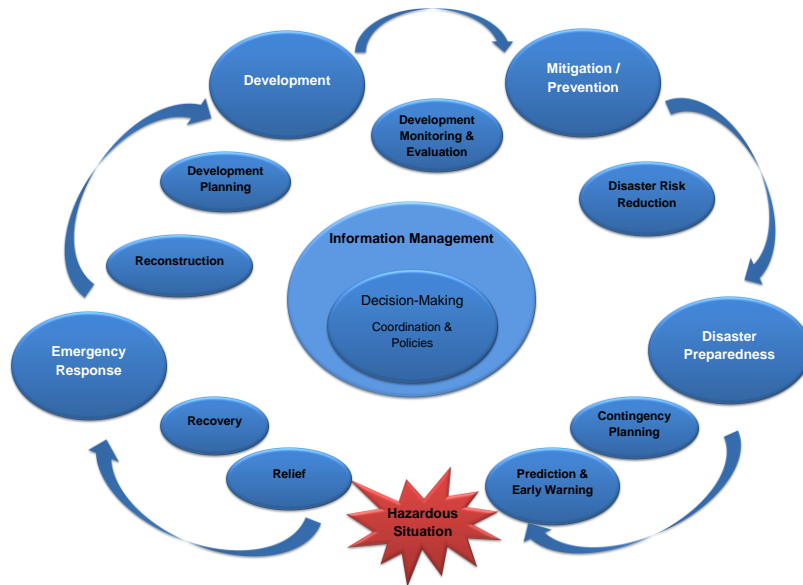 Development
Mitigation /
Prevention
Development
Monitoring &
Evaluation
Development
Planning
Disaster Risk
Reduction
Information Management
Reconstruction
Decision-Making
Coordination &
Policies
Emergency
Response
Disaster
Preparedness
Recovery
Contingency
Planning
Relief
Prediction &
Early Warning
Hazardous
Situation